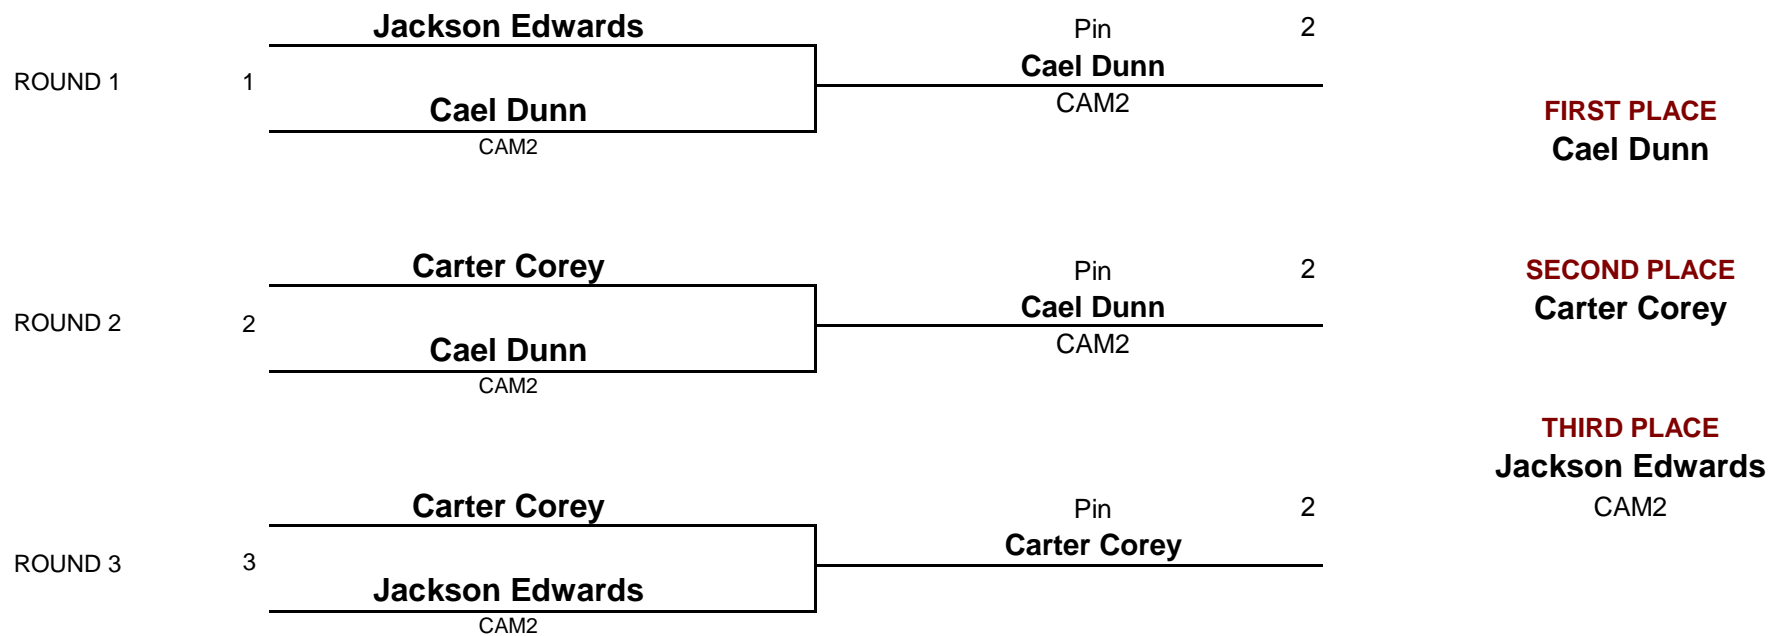 Jackson Edwards
Pin 2
Cael Dunn
ROUND 1 1
Cael Dunn
CAM2
CAM2
FIRST PLACE
Cael Dunn
Carter Corey
Pin 2
Cael Dunn
ROUND 2 2
Cael Dunn
CAM2
CAM2
SECOND PLACE
Carter Corey
THIRD PLACE
Jackson Edwards
CAM2
Carter Corey
Pin 2
Carter Corey
ROUND 3 3
Jackson Edwards
CAM2